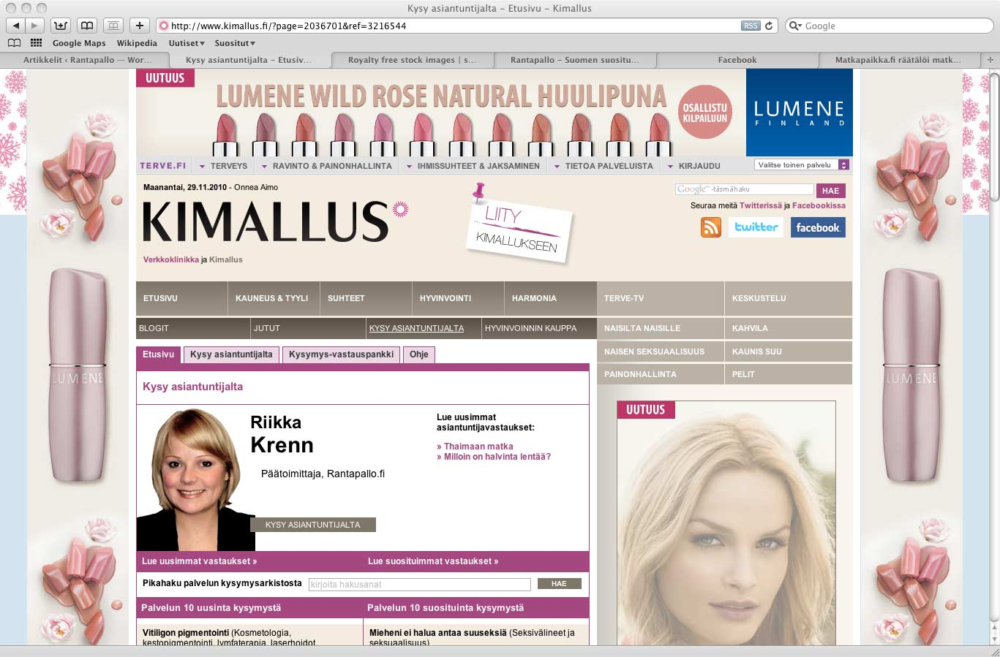 Kysy asiantuntijalta – Etusivu – Kimallus
http://www.kimallus.fi/?page=2036701&ref=3216544
RSS
Google
Google Maps
Wikipedia
Uutiset
Suositut
Artikkelit ‹ Rantapallo — Wor...
Kysy asiantuntijalta – Etusiv...
Royalty free stock images | s...
Rantapallo – Suomen suositu...
Facebook
Matkapaikka.fi räätälöi matk...
UUTUUS
LUMENE WILD ROSE NATURAL HUULIPUNA
OSALLISTU
KILPAILUUN
LUMENE
FINLAND
TERVE.FI
TERVEYS
RAVINTO & PAINONHALLINTA
IHMISSUHTEET & JAKSAMINEN
TIETOA PALVELUISTA
KIRJAUDU
Valitse toinen palvelu
Maanantai, 29.11.2010 - Onnea Aimo
KIMALLUS
Verkkoklinikka ja Kimallus
LIITY
KIMALLUKSEEN
Google™ -täsmähaku
HAE
Seuraa meitä Twitterissä ja Facebookissa
twitter
facebook
ETUSIVU
KAUNEUS & TYYLI
SUHTEET
HYVINVOINTI
HARMONIA
TERVE-TV
KESKUSTELU
BLOGIT
JUTUT
KYSY ASIANTUNTIJALTA
HYVINVOINNIN KAUPPA
NAISILTA NAISILLE
KAHVILA
NAISEN SEKSUAALISUUS
KAUNIS SUU
PAINONHALLINTA
PELIT
Etusivu
Kysy asiantuntijalta
Kysymys-vastauspankki
Ohje
Kysy asiantuntijalta
Riikka
Krenn
Päätoimittaja, Rantapallo.fi
KYSY ASIANTUNTIJALTA
Lue uusimmat
asiantuntijavastaukset:
» Thaimaan matka
» Milloin on halvinta lentää?
Lue uusimmat vastaukset »
Lue suosituimmat vastaukset »
Pikahaku palvelun kysymysarkistosta
kirjoita hakusanat
HAE
Palvelun 10 uusinta kysymystä
Palvelun 10 suosituinta kysymystä
Vitiligon pigmentointi (Kosmetologia,
kestopigmentointi, lymfaterapia, laserhoidot,
Mieheni ei halua antaa suuseksiä (Seksivälineet ja
seksuaalisuus)
UUTUUS
LUMENE
LUMENE